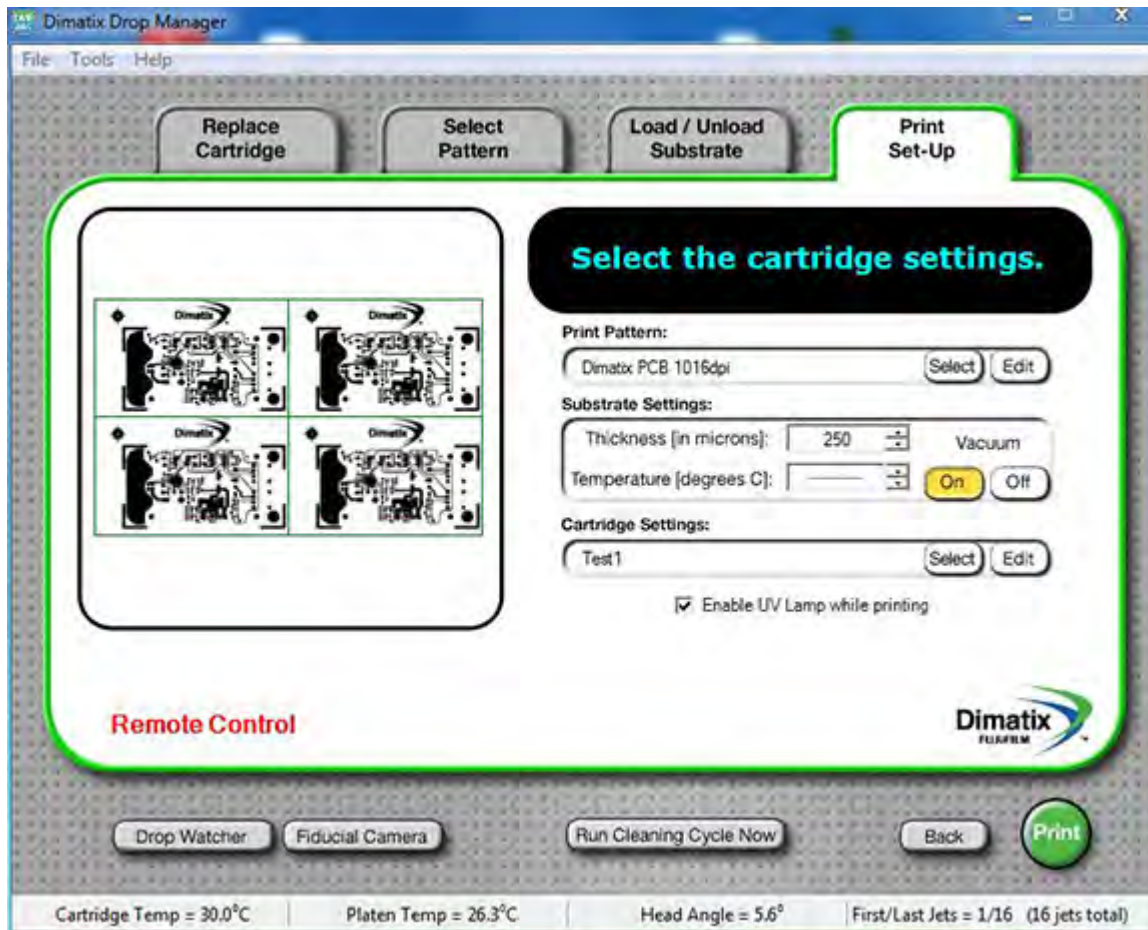 Dimatix Drop Manager
File Tools Help
Replace
Cartridge
Select
Pattern
Load / Unload
Substrate
Print
Set-Up
Select the cartridge settings.
Dimatix Dimatix
Dimatix Dimatix
Print Pattern:
Dimatix PCB 1016dpi Select Edit
Substrate Settings:
Thickness [in microns]: 250 Vacuum
Temperature [degrees C]: On Off
Cartridge Settings:
Test1 Select Edit
Enable UV Lamp while printing
Remote Control
Dimatix
FUJIFILM
Drop Watcher Fiducial Camera Run Cleaning Cycle Now Back Print
Cartridge Temp = 30.0°C Platen Temp = 26.3°C Head Angle = 5.6° First/Last Jets = 1/16 (16 jets total)